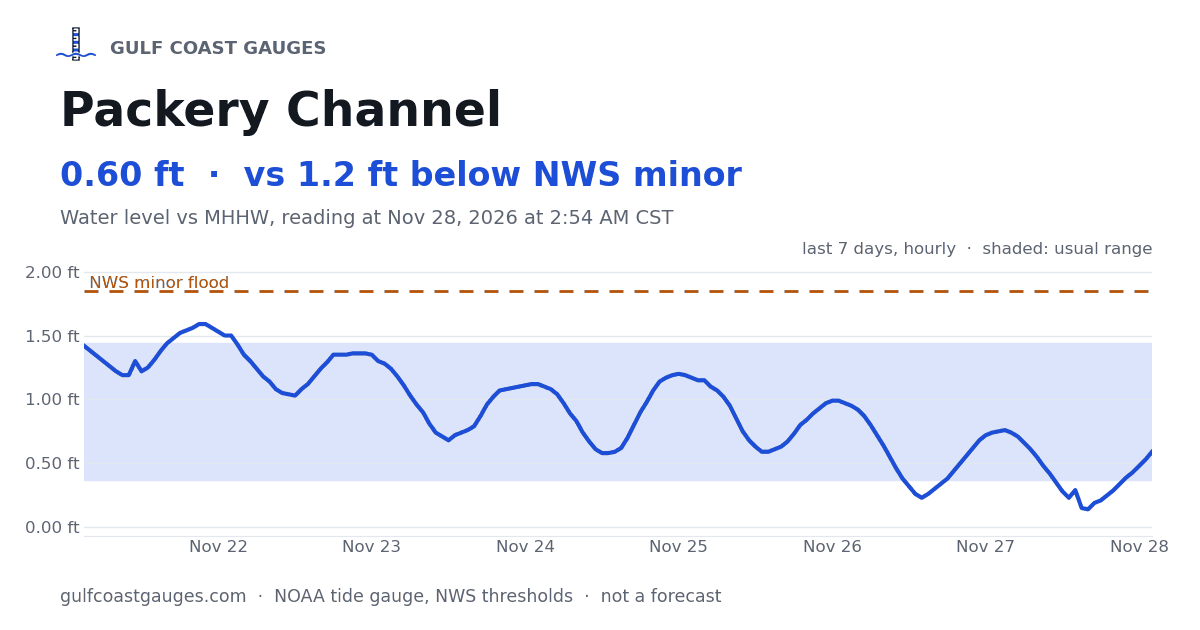 GULF COAST GAUGES
Packery Channel
0.60 ft · vs 1.2 ft below NWS minor
Water level vs MHHW, reading at Nov 28, 2026 at 2:54 AM CST
last 7 days, hourly · shaded: usual range
2.00 ft
NWS minor flood
1.50 ft
1.00 ft
0.50 ft
0.00 ft
Nov 22 Nov 23 Nov 24 Nov 25 Nov 26 Nov 27 Nov 28
gulfcoastgauges.com · NOAA tide gauge, NWS thresholds · not a forecast